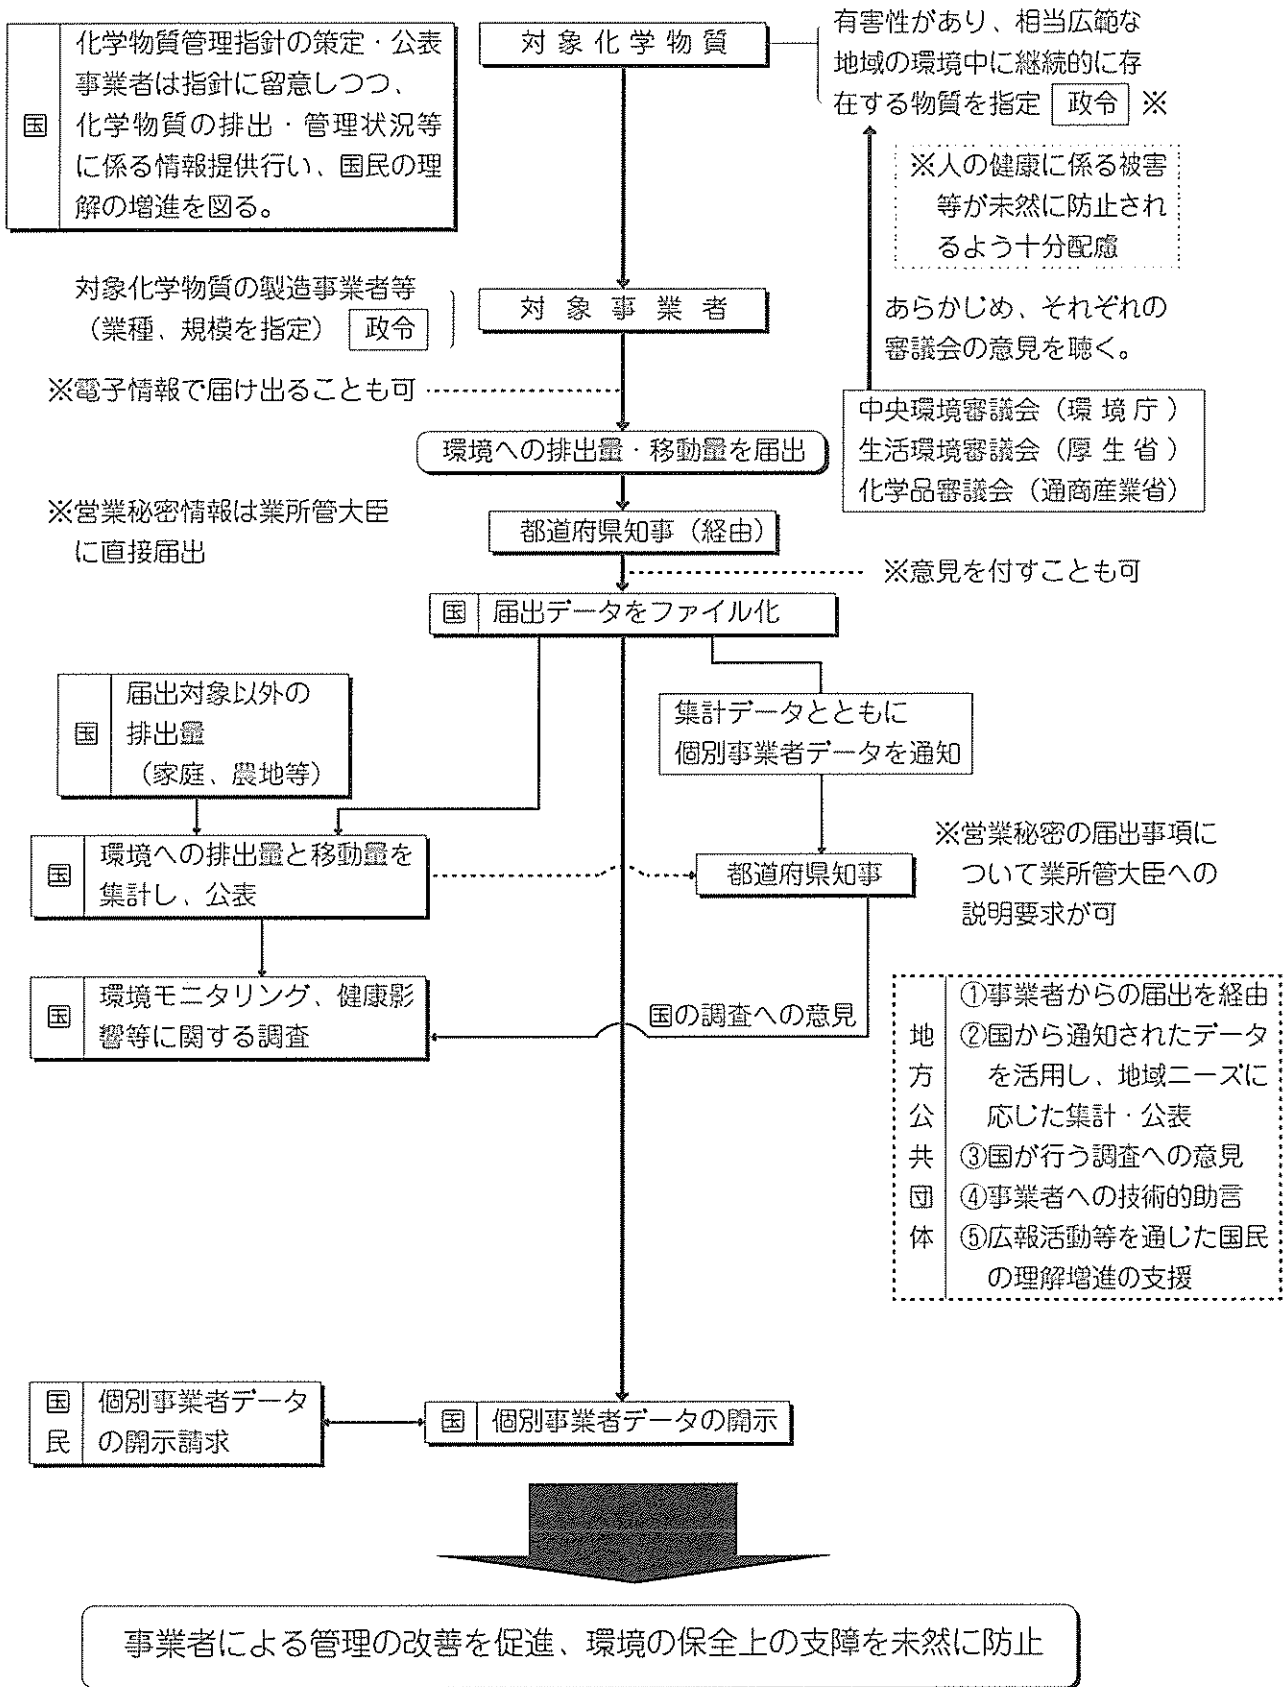 国
化学物質管理指針の策定・公表
事業者は指針に留意しつつ、
化学物質の排出・管理状況等
に係る情報提供行い、国民の理
解の増進を図る。
対象化学物質
有害性があり、相当広範な
地域の環境中に継続的に存
在する物質を指定 政令 ※
※人の健康に係る被害
等が未然に防止され
るよう十分配慮
対象化学物質の製造事業者等
（業種、規模を指定） 政令
対象事業者
あらかじめ、それぞれの
審議会の意見を聴く。
※電子情報で届け出ることも可
中央環境審議会（環境庁）
生活環境審議会（厚生省）
化学品審議会（通商産業省）
環境への排出量・移動量を届出
※営業秘密情報は業所管大臣
に直接届出
都道府県知事（経由）
※意見を付すことも可
国 届出データをファイル化
国
届出対象以外の
排出量
（家庭、農地等）
集計データとともに
個別事業者データを通知
国
環境への排出量と移動量を
集計し、公表
都道府県知事
※営業秘密の届出事項に
ついて業所管大臣への
説明要求が可
国
環境モニタリング、健康影
響等に関する調査
国の調査への意見
地方公共団体
①事業者からの届出を経由
②国から通知されたデータ
を活用し、地域ニーズに
応じた集計・公表
③国が行う調査への意見
④事業者への技術的助言
⑤広報活動等を通じた国民
の理解増進の支援
国民
個別事業者データ
の開示請求
国 個別事業者データの開示
事業者による管理の改善を促進、環境の保全上の支障を未然に防止